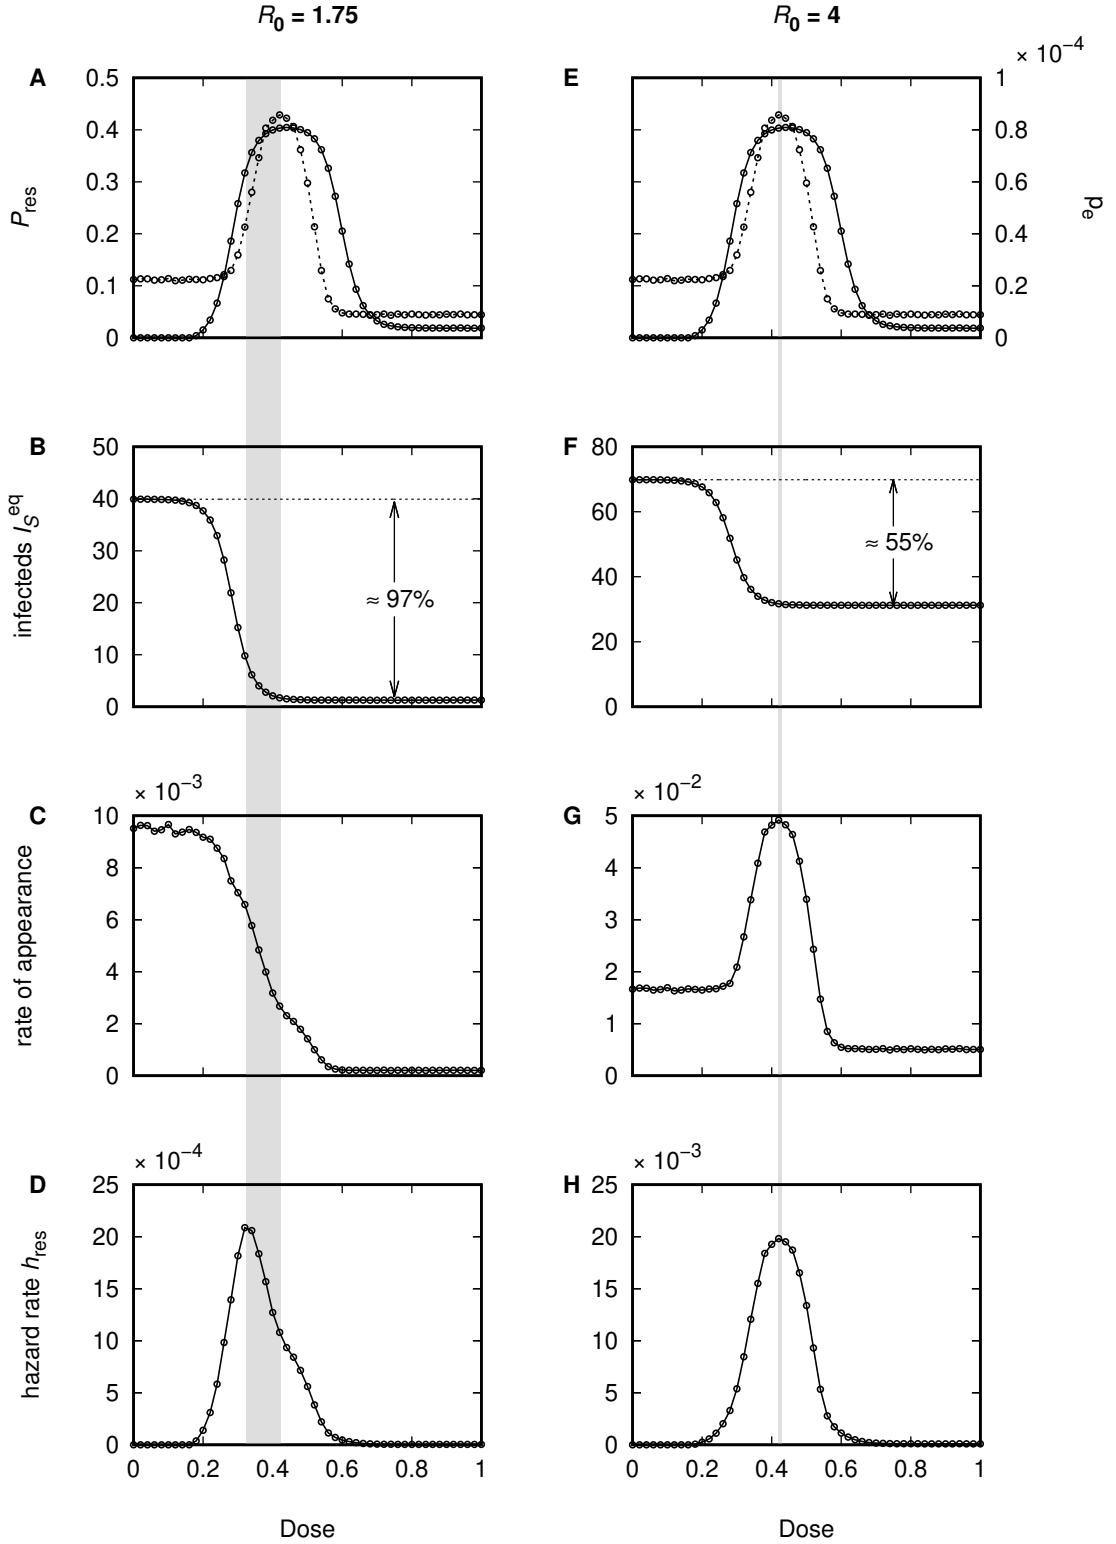 R0 = 1.75
R0 = 4
× 10−4
A
0.5
0.4
0.3
0.2
0.1
0
Pres
E
1
0.8
0.6
0.4
0.2
0
pe
B
50
40
30
20
10
0
infecteds ISeq
≈ 97%
F
80
60
40
20
0
≈ 55%
× 10−3
C
10
8
6
4
2
0
rate of appearance
× 10−2
G
5
4
3
2
1
0
× 10−4
D
25
20
15
10
5
0
hazard rate hres
0 0.2 0.4 0.6 0.8 1
Dose
× 10−3
H
25
20
15
10
5
0
0 0.2 0.4 0.6 0.8 1
Dose